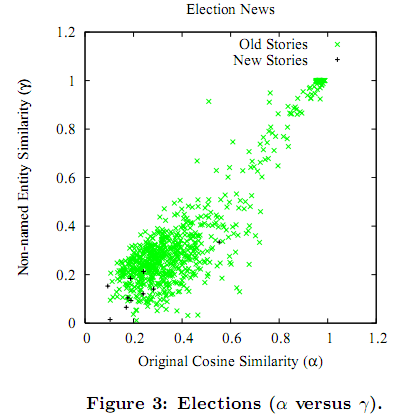 Election News
1.2
Old Stories
New Stories
1
0.8
0.6
0.4
0.2
0
0 0.2 0.4 0.6 0.8 1 1.2
Non-named Entity Similarity (γ)
Original Cosine Similarity (α)
Figure 3: Elections (α versus γ).